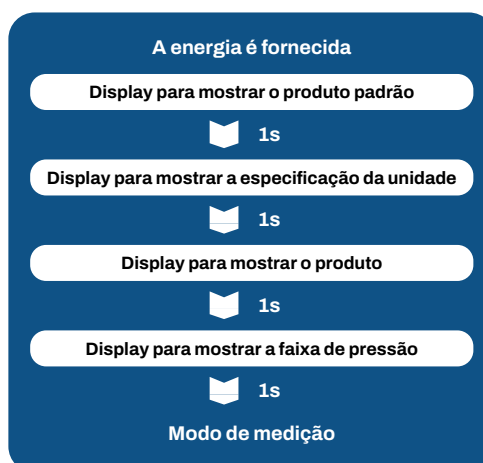 A energia é fornecida
Display para mostrar o produto padrão
1s
Display para mostrar a especificação da unidade
1s
Display para mostrar o produto
1s
Display para mostrar a faixa de pressão
1s
Modo de medição